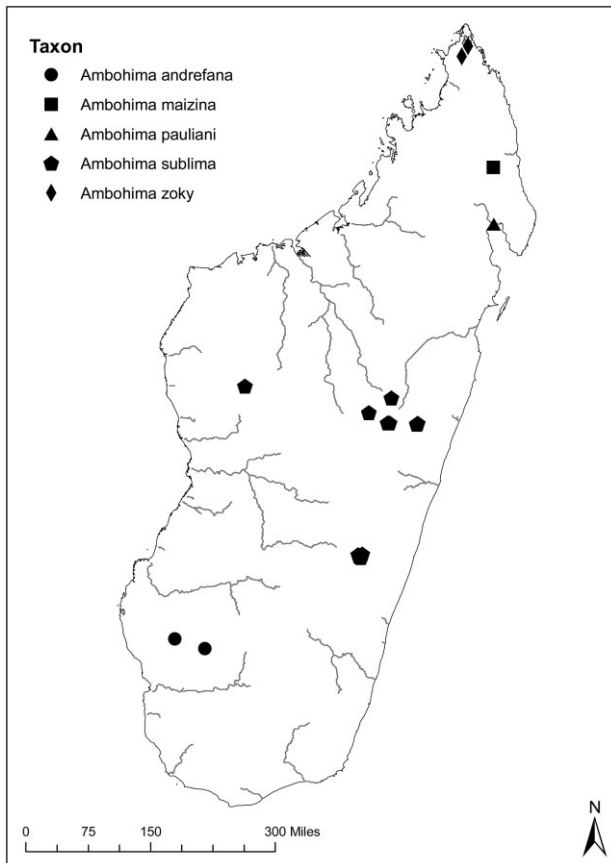 Taxon
Ambohima andrefana
Ambohima maizina
Ambohima pauliani
Ambohima sublima
Ambohima zoky
0 75 150 300 Miles
N